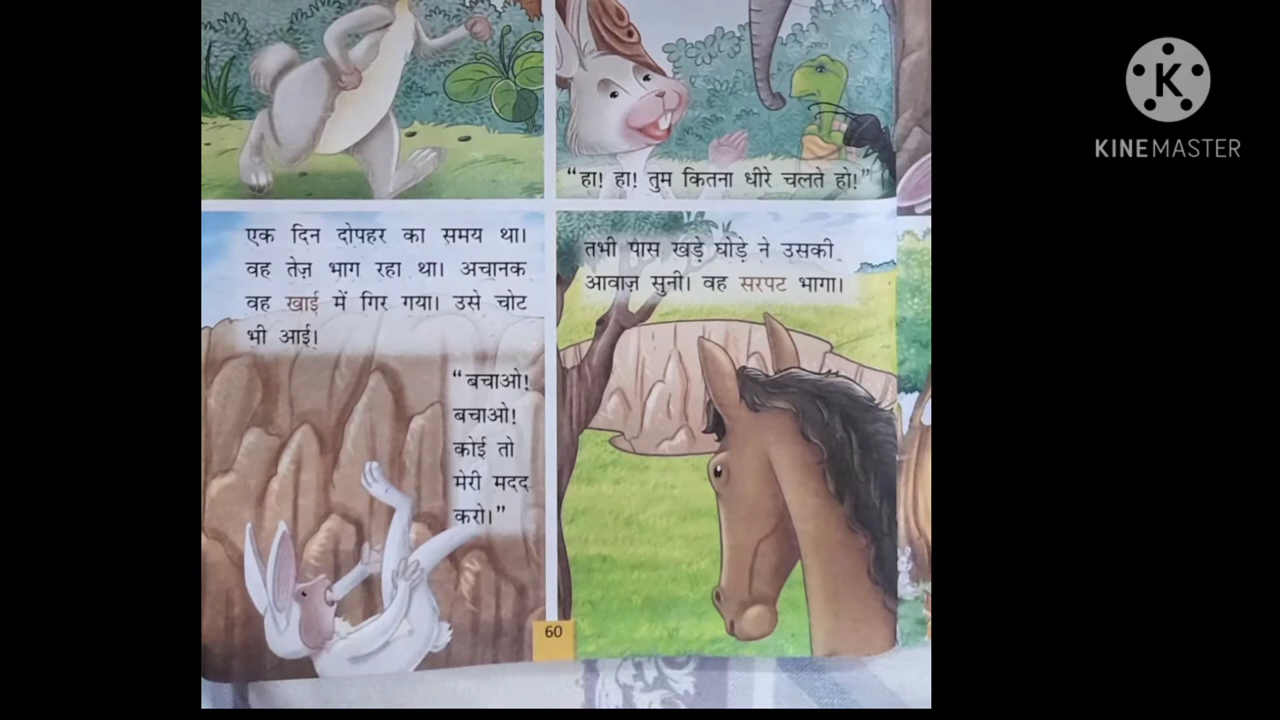 "हा! हा! तुम कितना धीरे चलते हो!"
एक दिन दोपहर का समय था।
वह तेज़ भाग रहा था। अचानक
वह खाई में गिर गया। उसे चोट
भी आई।
"बचाओ!
बचाओ!
कोई तो
मेरी मदद
करो।"
तभी पास खड़े घोड़े ने उसकी
आवाज़ सुनी। वह सरपट भागा।
60
K
KINEMASTER